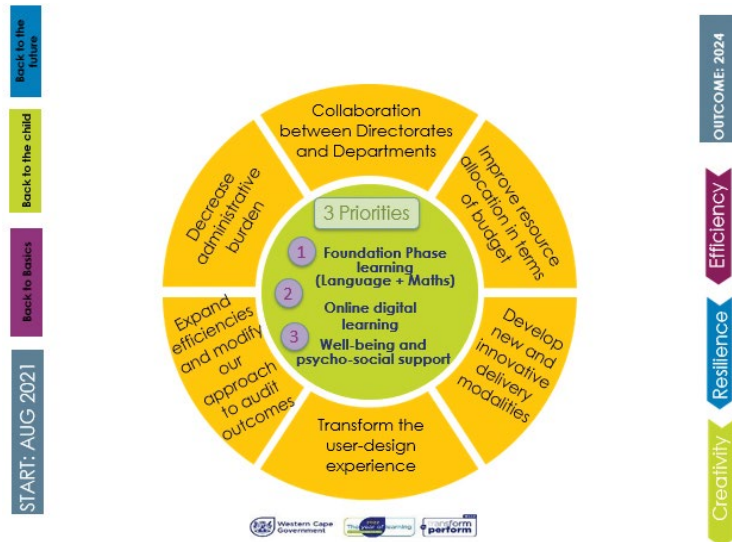 Back to the
future
Back to the child
Back to Basics
START: AUG 2021
Collaboration
between Directorates
and Departments
Improve resource
allocation in terms
of budget
Develop
new and
innovative
delivery
modalities
Transform the
user-design
experience
Expand
efficiencies
and modify
our
approach
to audit
outcomes
Decrease
administrative
burden
3 Priorities
1 Foundation Phase
learning
(Language + Maths)
2
Online digital
learning
3 Well-being and
psycho-social support
OUTCOME: 2024
Efficiency
Resilience
Creativity
Western Cape
Government
The year of learning
transform
perform